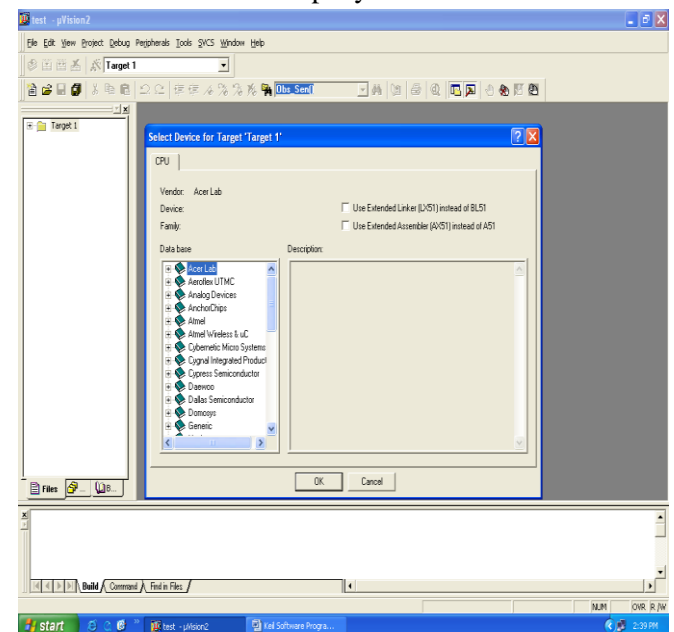 test - µVision2
File Edit View Project Debug Peripherals Tools SVCS Window Help
Target 1
Obs_Sen(
Target 1
Select Device for Target 'Target 1'
CPU
Vendor: Acer Lab
Device:
Use Extended Linker (LX51) instead of BL51
Family:
Use Extended Assembler (AX51) instead of A51
Data base
Description:
Acer Lab
Aeroflex UTMC
Analog Devices
AnchorChips
Atmel
Atmel Wireless & uC
Cybernetic Micro Systems
Cygnal Integrated Product
Cypress Semiconductor
Daewoo
Dallas Semiconductor
Domosys
Generic
OK Cancel
Files B...
Build Command Find in Files
NUM OVR R/W
start test - µVision2 Keil Software Progra... 2:39 PM